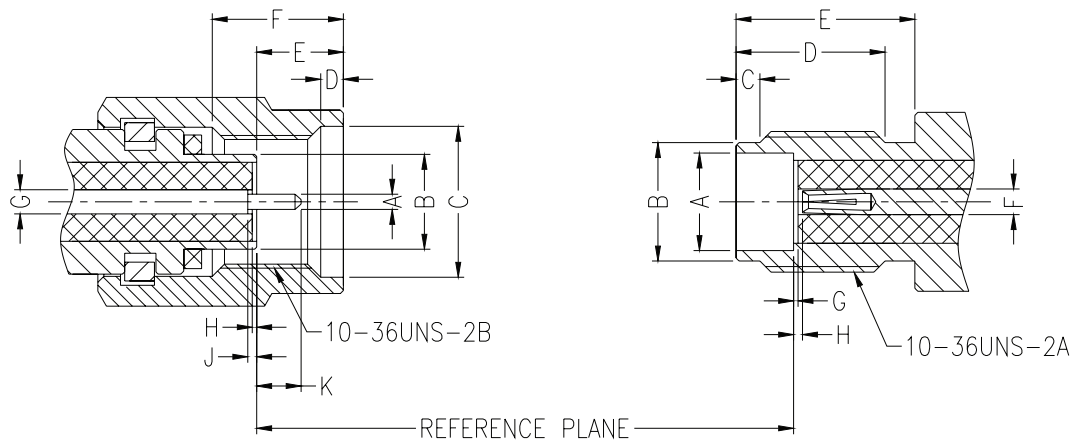 F
E
D
G
A
B
C
H
J
K
10-36UNS-2B
E
D
C
B
A
F
G
H
10-36UNS-2A
REFERENCE PLANE